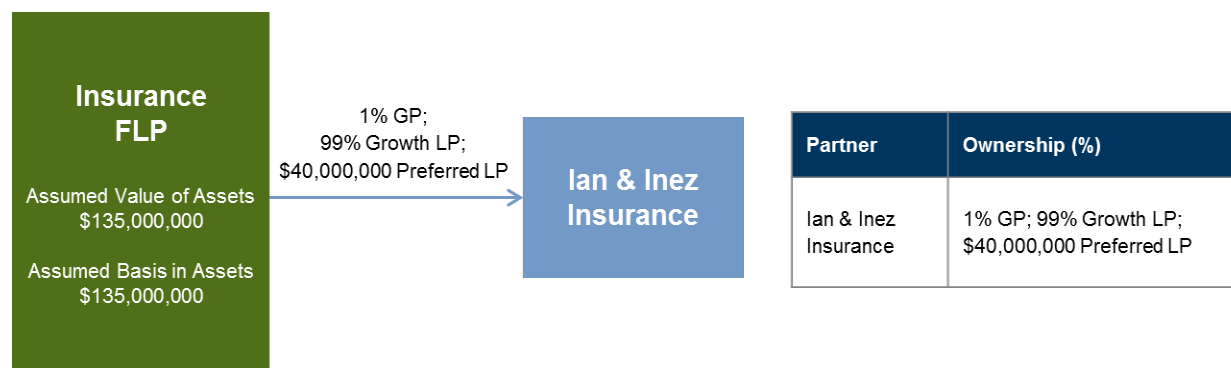 Insurance
FLP
Assumed Value of Assets
$135,000,000
Assumed Basis in Assets
$135,000,000
1% GP;
99% Growth LP;
$40,000,000 Preferred LP
Ian & Inez
Insurance
Partner
Ownership (%)
Ian & Inez
Insurance
1% GP; 99% Growth LP;
$40,000,000 Preferred LP